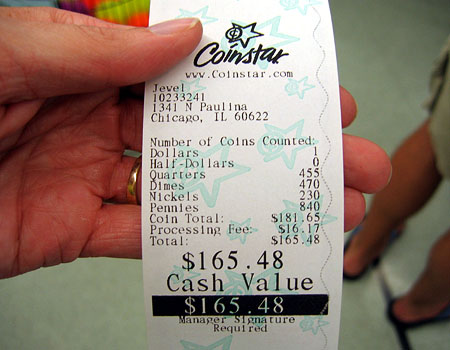 Coinstar
www.Coinstar.com
Jewel
10233241
1341 N Paulina
Chicago, IL 60622
Number of Coins Counted:
Dollars 1
Half-Dollars 0
Quarters 455
Dimes 470
Nickels 230
Pennies 840
Coin Total: $181.65
Processing Fee: $16.17
Total: $165.48
$165.48
Cash Value
$165.48
Manager Signature
Required